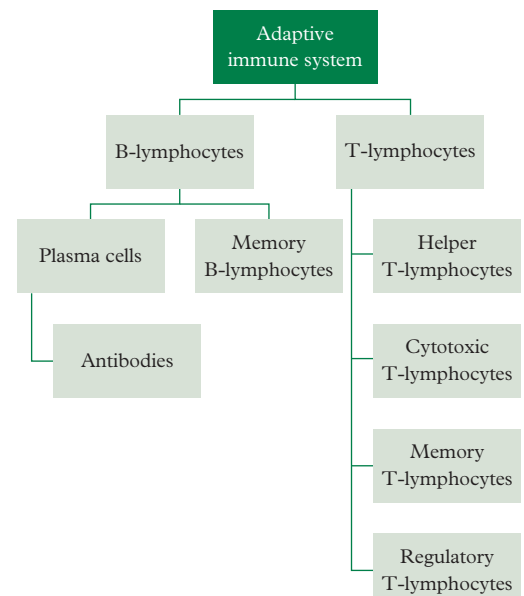 Adaptive
immune system
B-lymphocytes
T-lymphocytes
Plasma cells
Memory
B-lymphocytes
Helper
T-lymphocytes
Antibodies
Cytotoxic
T-lymphocytes
Memory
T-lymphocytes
Regulatory
T-lymphocytes